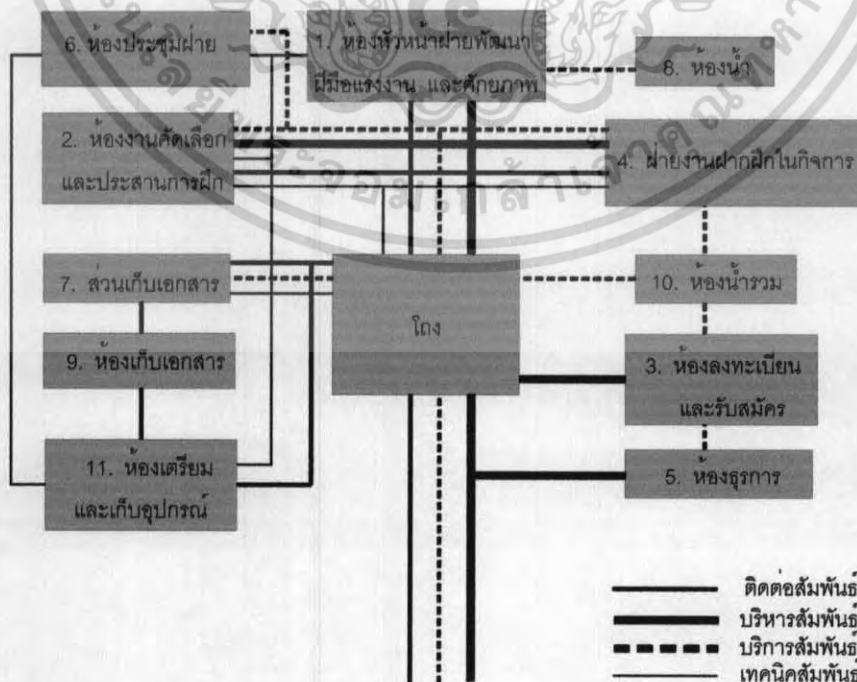 6. ห้องประชุมฝ่าย
1. ห้องหัวหน้าฝ่ายพัฒนา
ฝีมือแรงงาน และศักยภาพ
8. ห้องน้ำ
2. ห้องงานคัดเลือก
และประสานการฝึก
4. ฝ่ายงานฝากฝึกในกิจการ
7. ส่วนเก็บเอกสาร
โถง
10. ห้องน้ำรวม
9. ห้องเก็บเอกสาร
3. ห้องลงทะเบียน
และรับสมัคร
11. ห้องเตรียม
และเก็บอุปกรณ์
5. ห้องธุรการ
ติดต่อสัมพันธ์
บริหารสัมพันธ์
บริการสัมพันธ์
เทคนิคสัมพันธ์